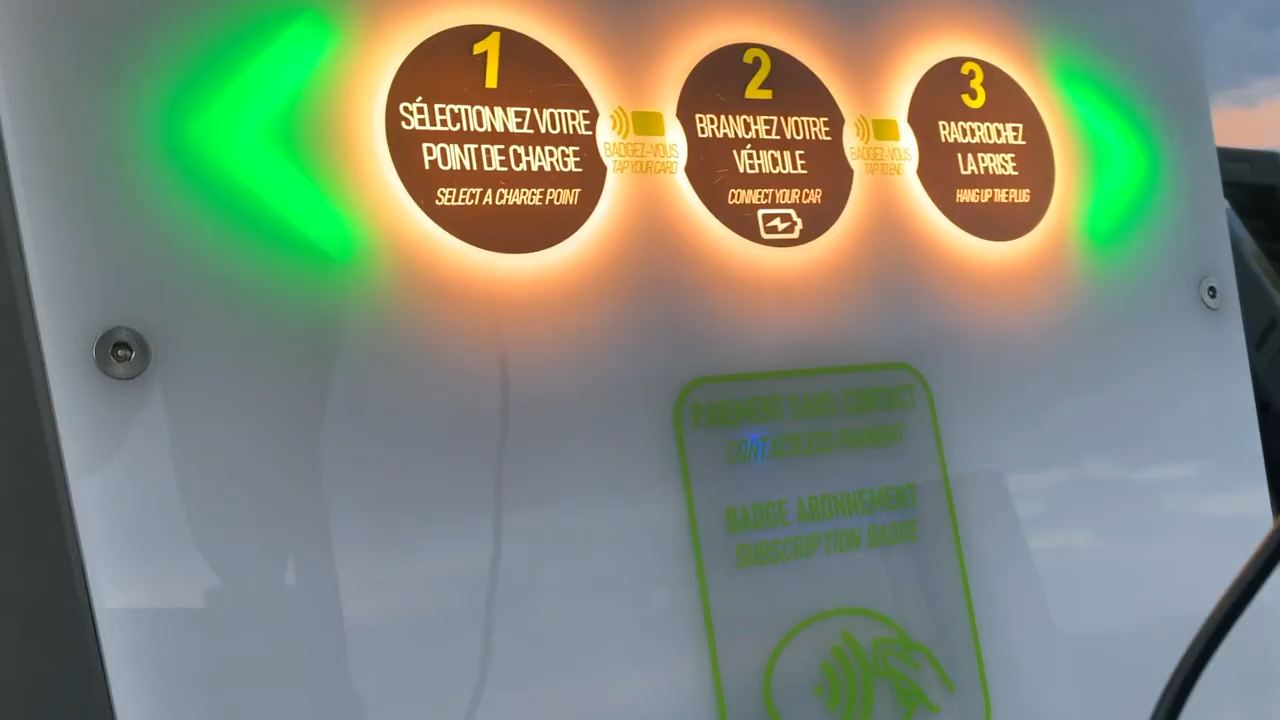 1
SÉLECTIONNEZ VOTRE
POINT DE CHARGE
SELECT A CHARGE POINT
BADGEZ-VOUS
TAP YOUR CARD
2
BRANCHEZ VOTRE
VÉHICULE
CONNECT YOUR CAR
BADGEZ-VOUS
TAP TO END
3
RACCROCHEZ
LA PRISE
HANG UP THE PLUG
PAIEMENT SANS CONTACT
CONTACTLESS PAYMENT
BADGE ABONNEMENT
SUBSCRIPTION BADGE